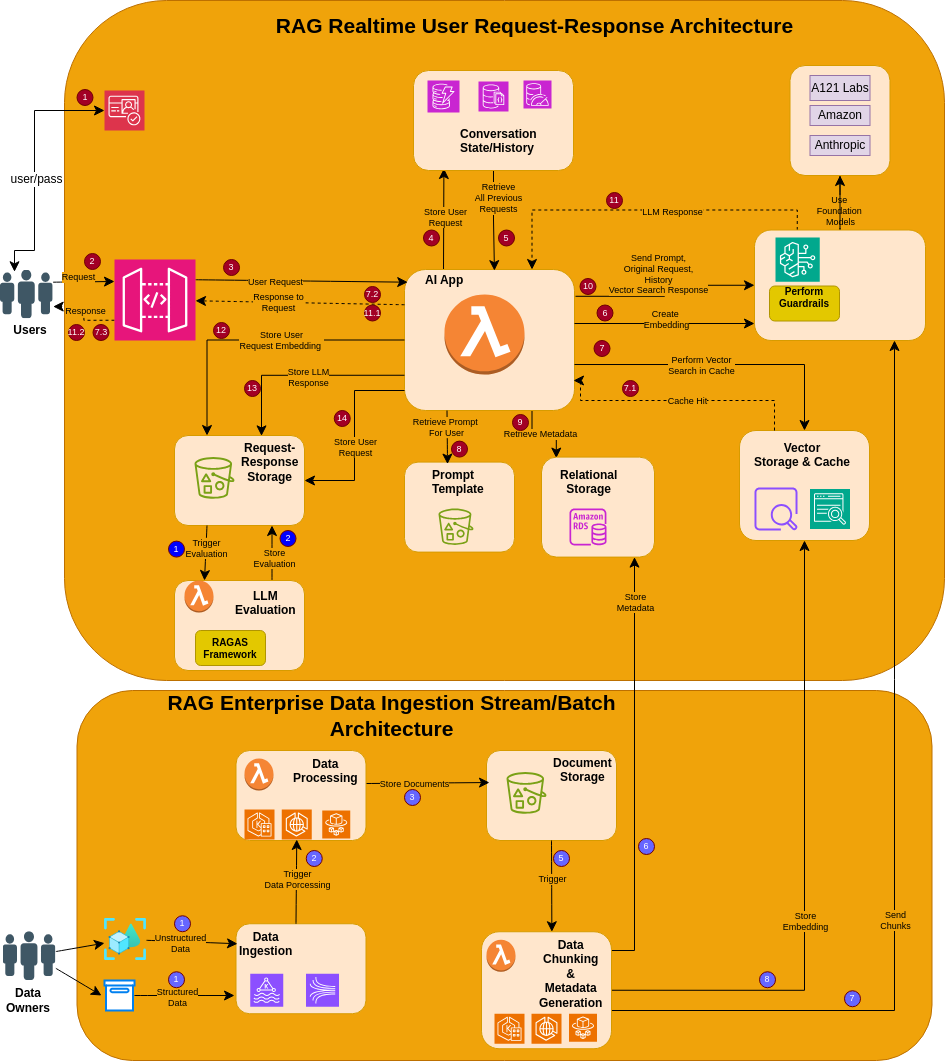 RAG Realtime User Request-Response Architecture
1
user/pass
Conversation
State/History
A121 Labs
Amazon
Anthropic
Retrieve
All Previous
Requests
Store User
Request
4
5
11
LLM Response
Use
Foundation
Models
2
Request
3
User Request
Response to
Request
7.2
11.1
AI App
Send Prompt,
Original Request,
History
Vector Search Response
10
6
Create
Embedding
Perform
Guardrails
Response
11.2
7.3
Users
12
Store User
Request Embedding
7
Perform Vector
Search in Cache
13
Store LLM
Response
7.1
Cache Hit
14
Store User
Request
Retrieve Prompt
For User
8
9
Retrieve Metadata
Request-
Response
Storage
Prompt
Template
Relational
Storage
Amazon
RDS
Vector
Storage & Cache
1
Trigger
Evaluation
2
Store
Evaluation
LLM
Evaluation
RAGAS
Framework
Store
Metadata
RAG Enterprise Data Ingestion Stream/Batch
Architecture
Data
Processing
Store Documents
3
Document
Storage
2
Trigger
Data Porcessing
5
Trigger
6
1
Unstructured
Data
Data
Ingestion
1
Structured
Data
Data
Owners
Data
Chunking
&
Metadata
Generation
Store
Embedding
Send
Chunks
8
7